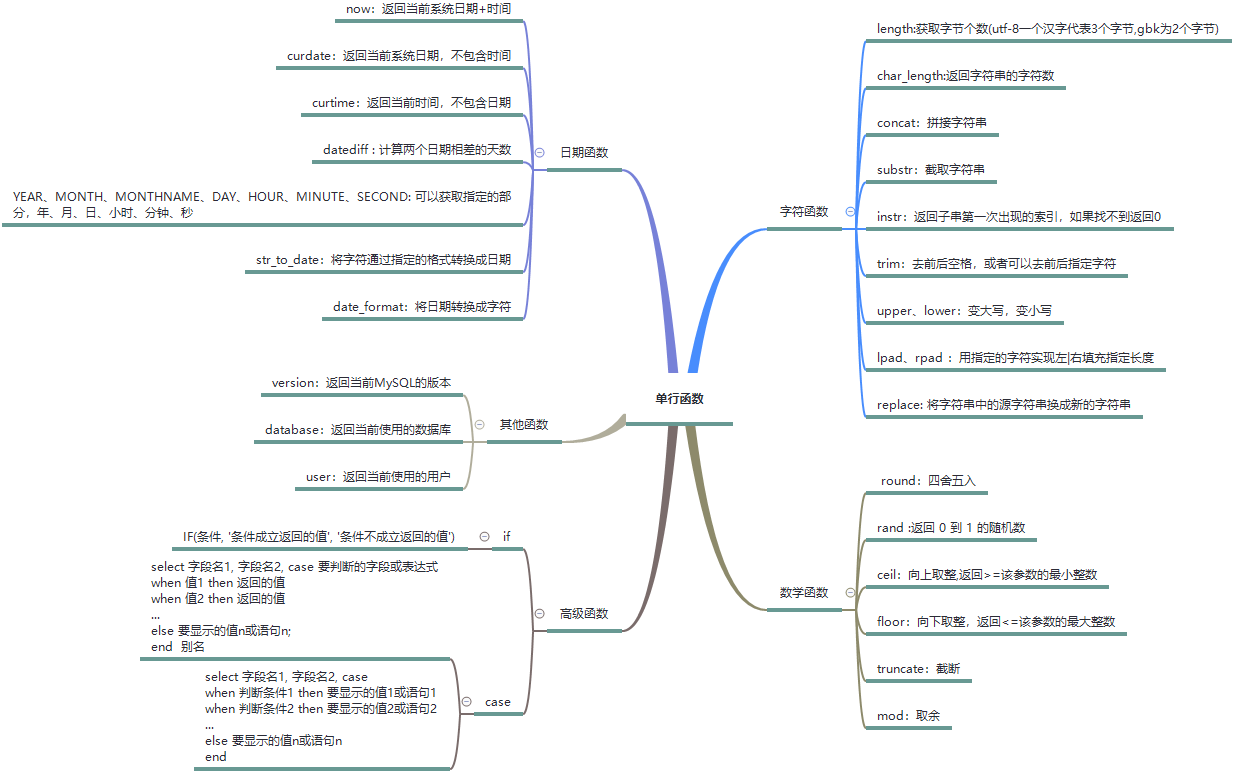 单行函数
字符函数
length:获取字节个数(utf-8一个汉字代表3个字节,gbk为2个字节)
char_length:返回字符串的字符数
concat：拼接字符串
substr：截取字符串
instr：返回子串第一次出现的索引，如果找不到返回0
trim：去前后空格，或者可以去前后指定字符
upper、lower：变大写，变小写
lpad、rpad ：用指定的字符实现左|右填充指定长度
replace: 将字符串中的源字符串换成新的字符串
数学函数
round：四舍五入
rand :返回 0 到 1 的随机数
ceil：向上取整,返回>=该参数的最小整数
floor：向下取整，返回<=该参数的最大整数
truncate：截断
mod：取余
日期函数
now：返回当前系统日期+时间
curdate：返回当前系统日期，不包含时间
curtime：返回当前时间，不包含日期
datediff : 计算两个日期相差的天数
YEAR、MONTH、MONTHNAME、DAY、HOUR、MINUTE、SECOND: 可以获取指定的部
分，年、月、日、小时、分钟、秒
str_to_date：将字符通过指定的格式转换成日期
date_format：将日期转换成字符
其他函数
version：返回当前MySQL的版本
database：返回当前使用的数据库
user：返回当前使用的用户
高级函数
if
IF(条件, '条件成立返回的值', '条件不成立返回的值')
case
select 字段名1, 字段名2, case 要判断的字段或表达式
when 值1 then 返回的值
when 值2 then 返回的值
...
else 要显示的值n或语句n;
end 别名
select 字段名1, 字段名2, case
when 判断条件1 then 要显示的值1或语句1
when 判断条件2 then 要显示的值2或语句2
...
else 要显示的值n或语句n
end